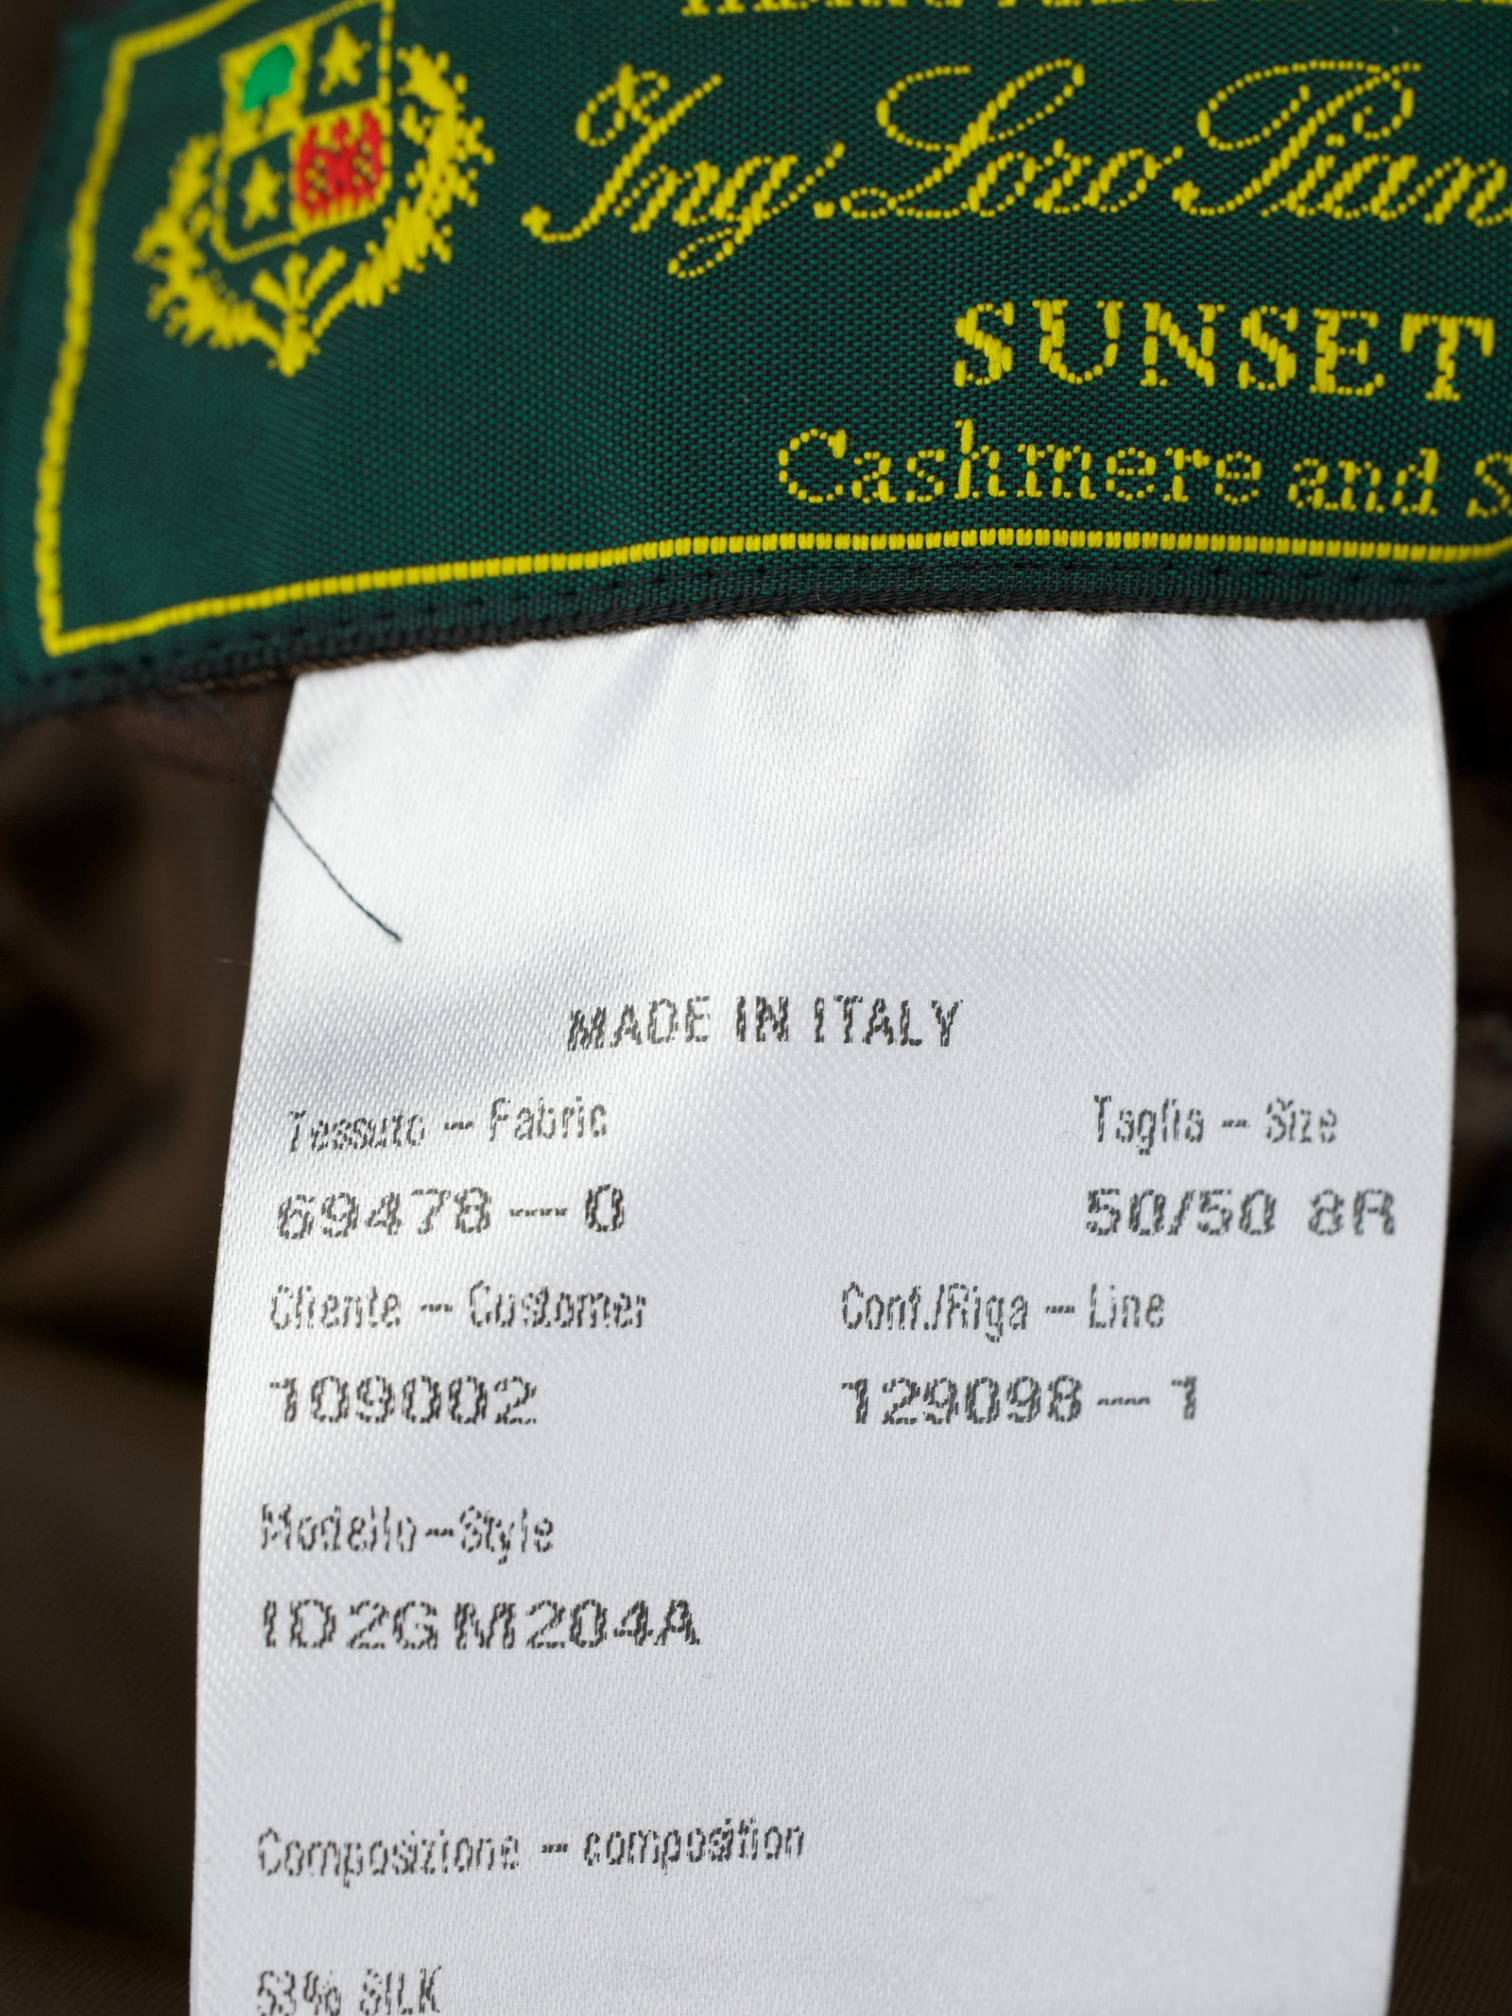 Ing. Loro Pian
SUNSET
Cashmere and S
MADE IN ITALY
Tessuto – Fabric
Taglia – Size
69478–0
50/50 8R
Cliente – Customer
Conf./Riga – Line
109002
129098–1
Modello–Style
ID2GM204A
Composizione – composition
53% SILK